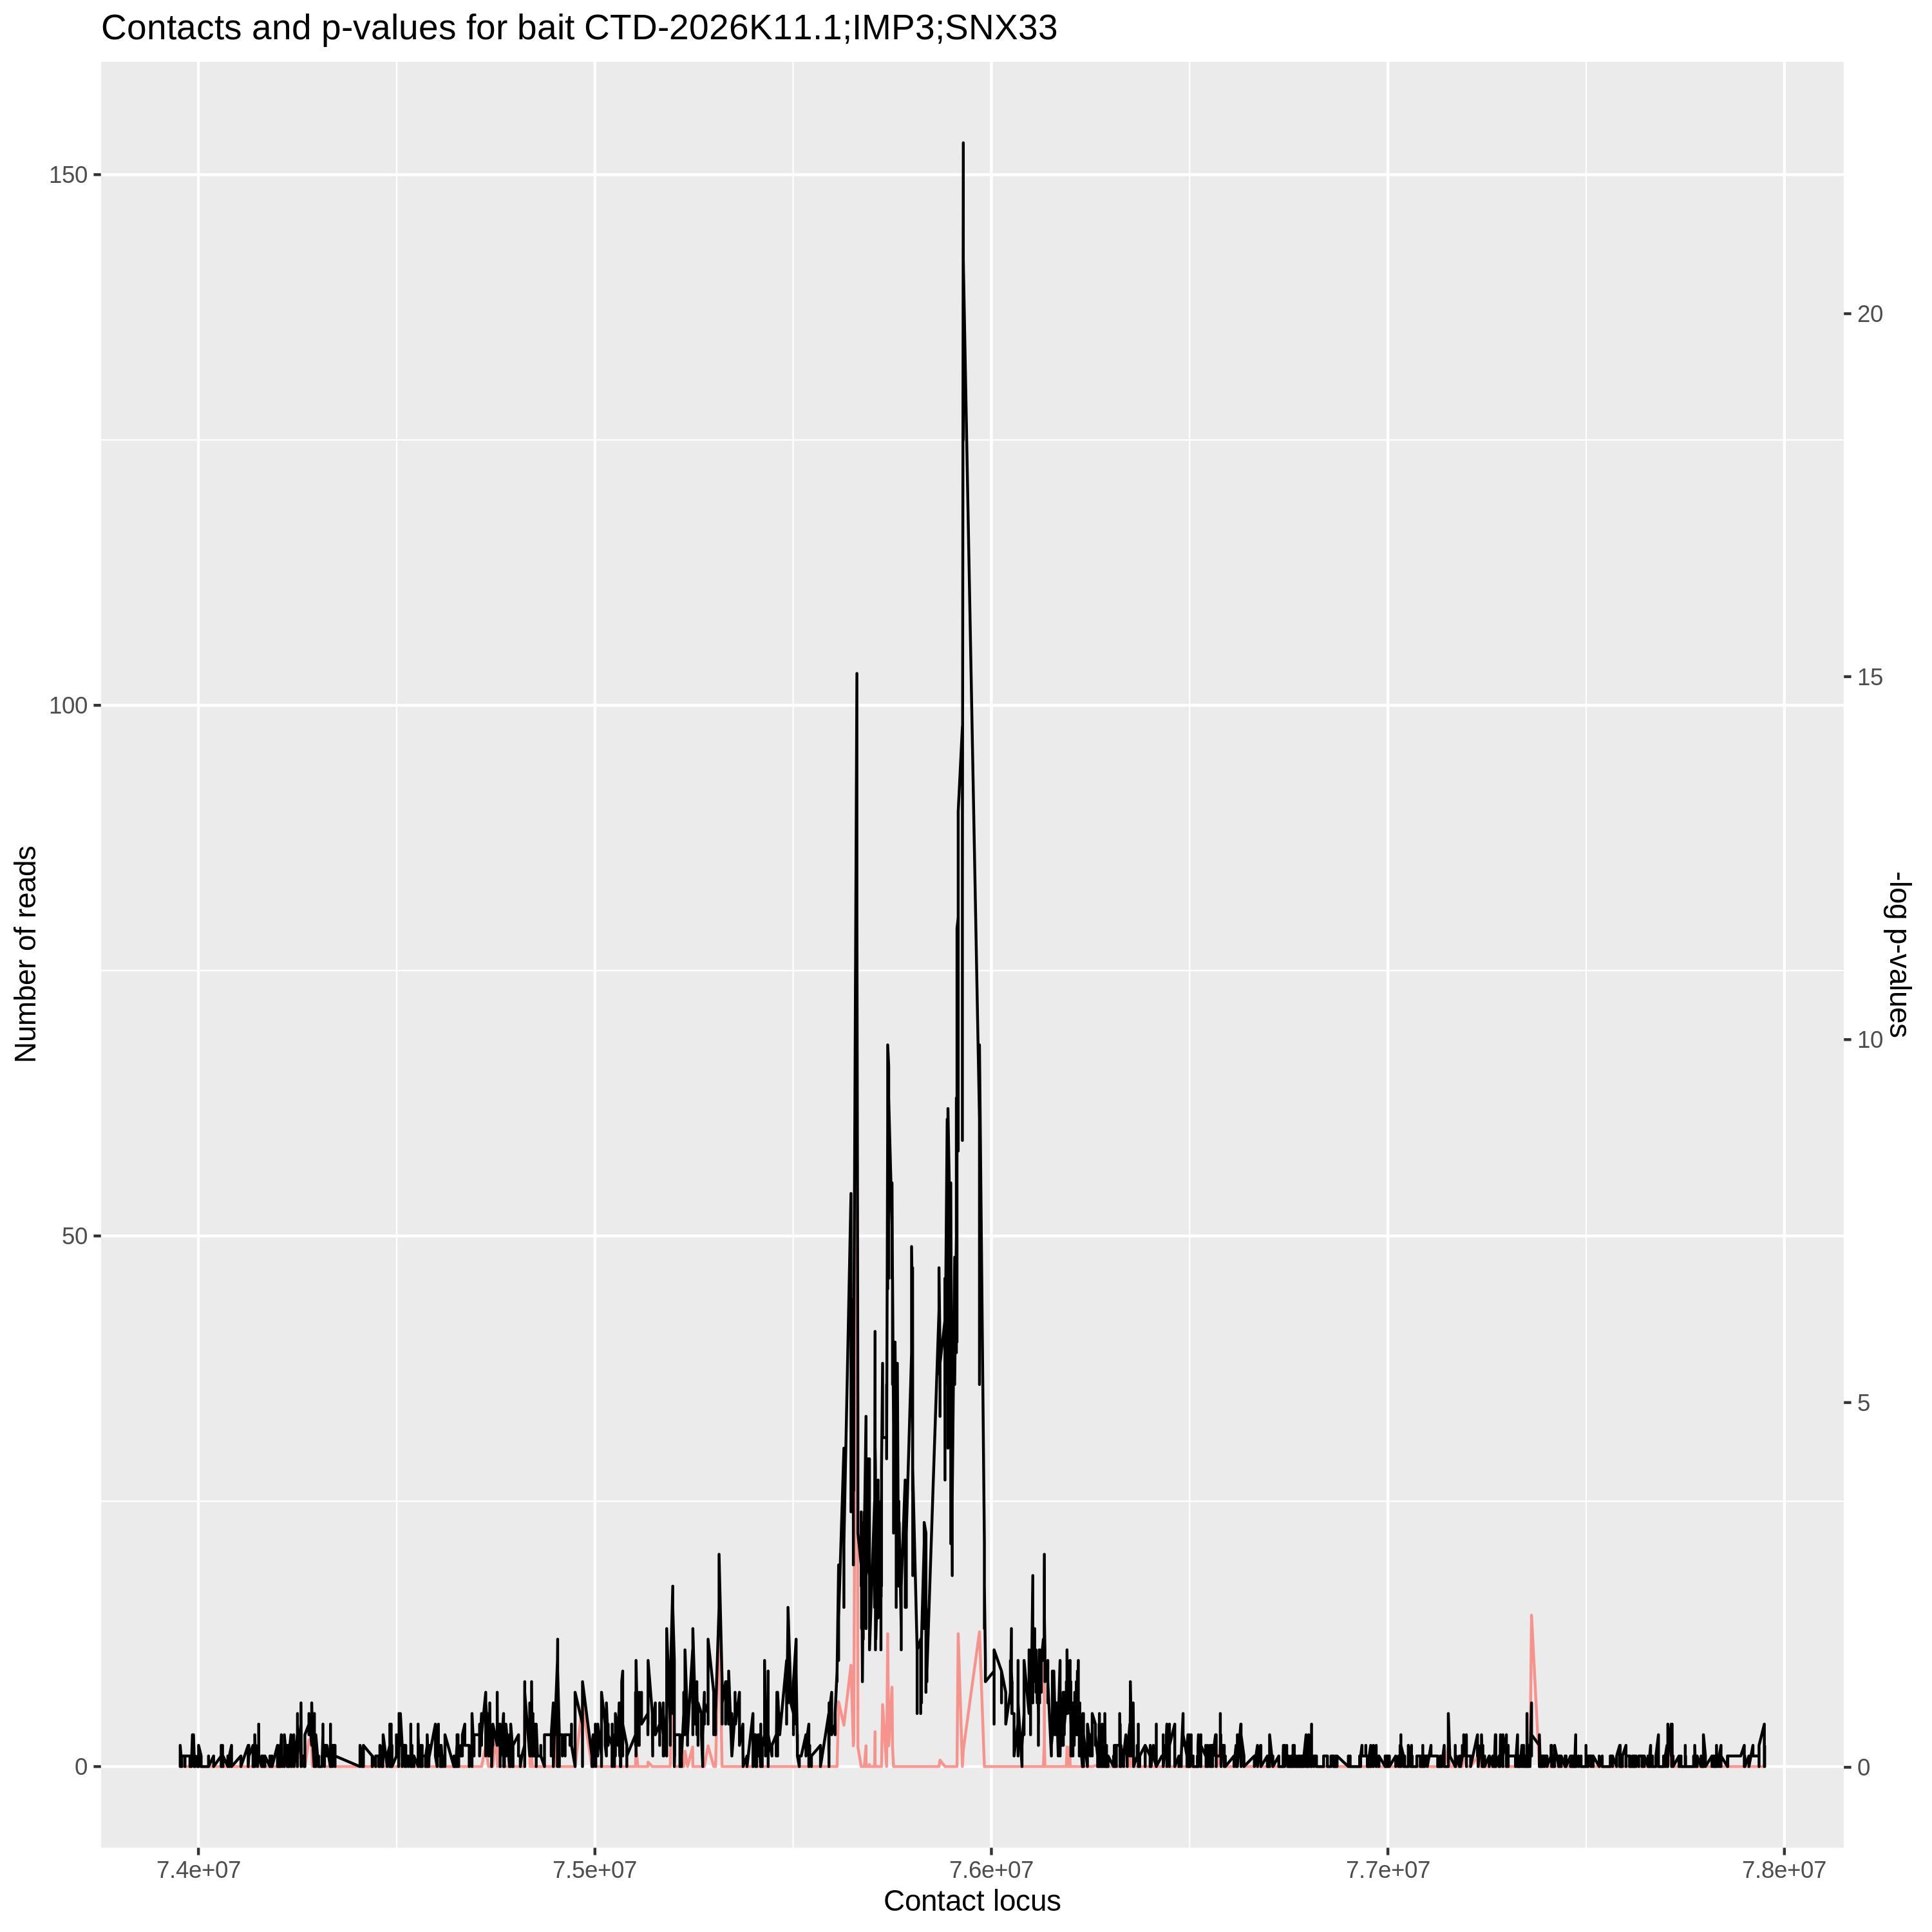 Contacts and p-values for bait CTD-2026K11.1;IMP3;SNX33
Number of reads
150
100
50
0
20
15
10
5
0
-log p-values
7.4e+07 7.5e+07 7.6e+07 7.7e+07 7.8e+07
Contact locus